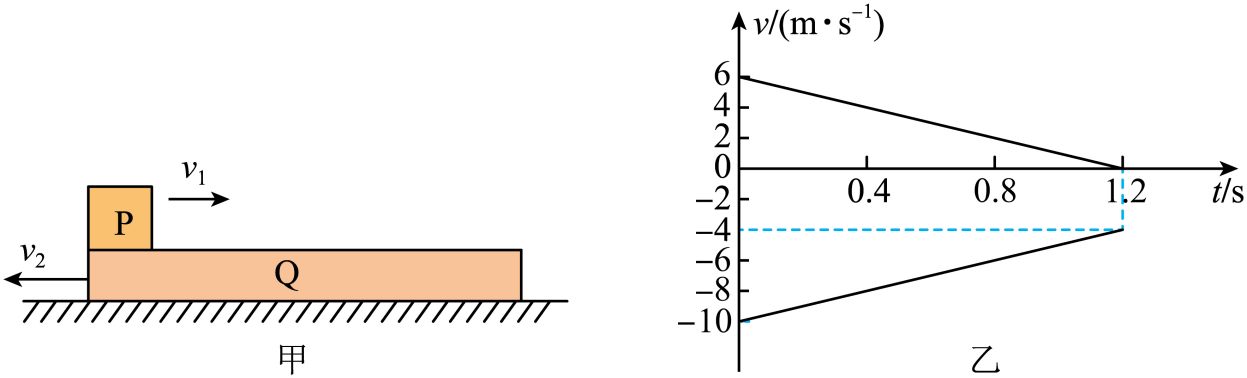 v₁
P
v₂
Q
甲
v/(m·s⁻¹)
6
4
2
0
0.4
0.8
1.2
t/s
−2
−4
−6
−8
−10
乙